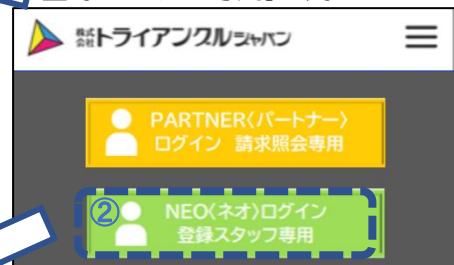 株式会社トライアングルジャパン
PARTNER〈パートナー〉
ログイン 請求照会専用
②
NEO〈ネオ〉ログイン
登録スタッフ専用